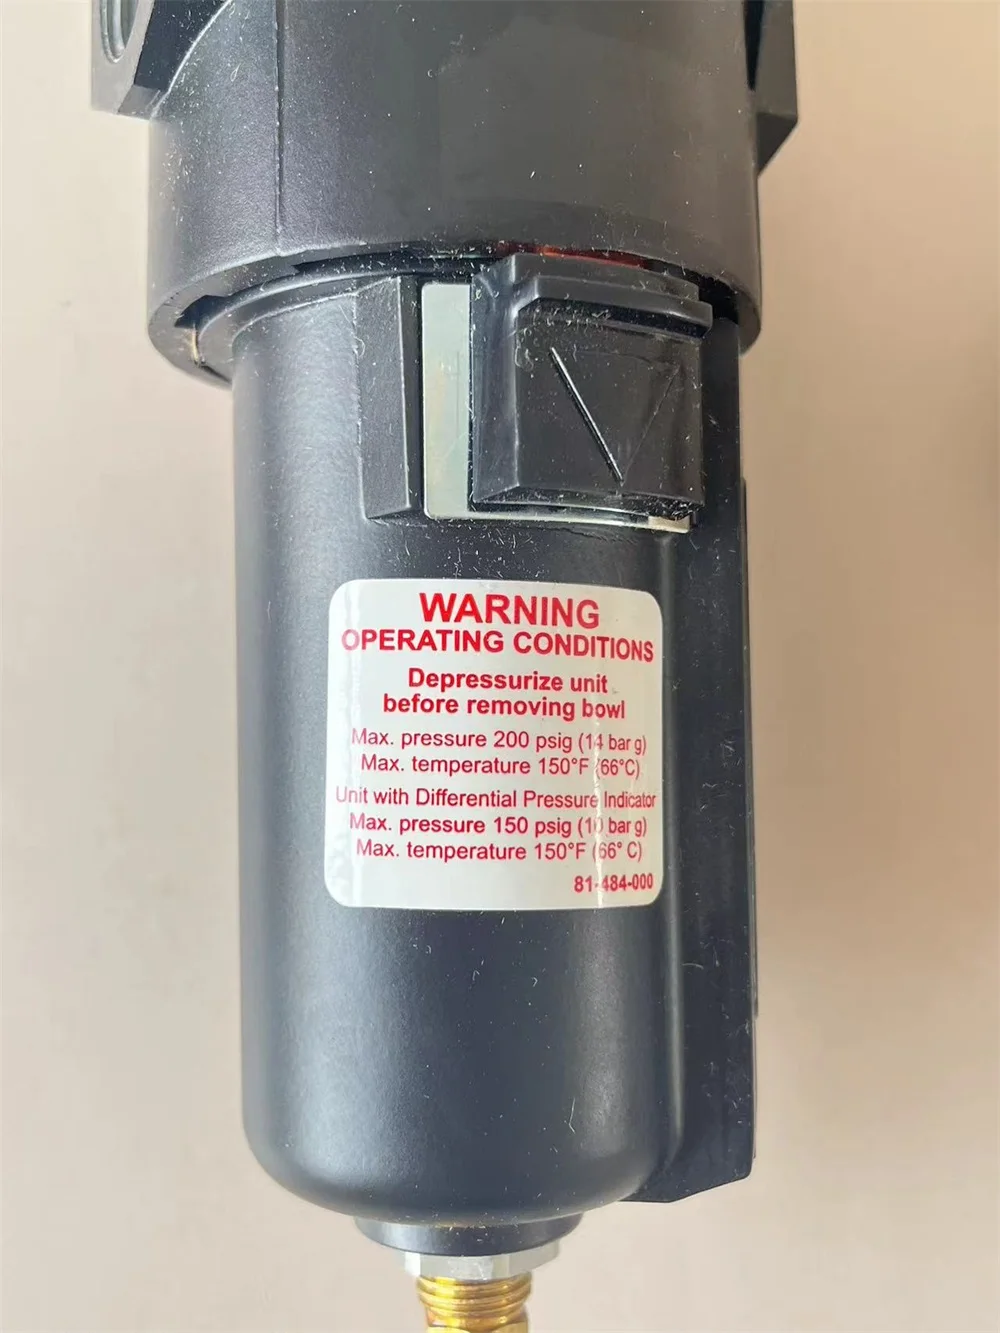 WARNING
OPERATING CONDITIONS
Depressurize unit
before removing bowl
Max. pressure 200 psig (14 bar g)
Max. temperature 150°F (66°C)
Unit with Differential Pressure Indicator
Max. pressure 150 psig (10 bar g)
Max. temperature 150°F (66° C)
81-484-000